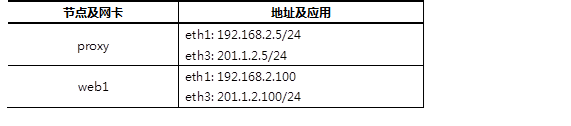 节点及网卡 地址及应用
proxy
eth1: 192.168.2.5/24
eth3: 201.1.2.5/24
web1
eth1: 192.168.2.100
eth3: 201.1.2.100/24